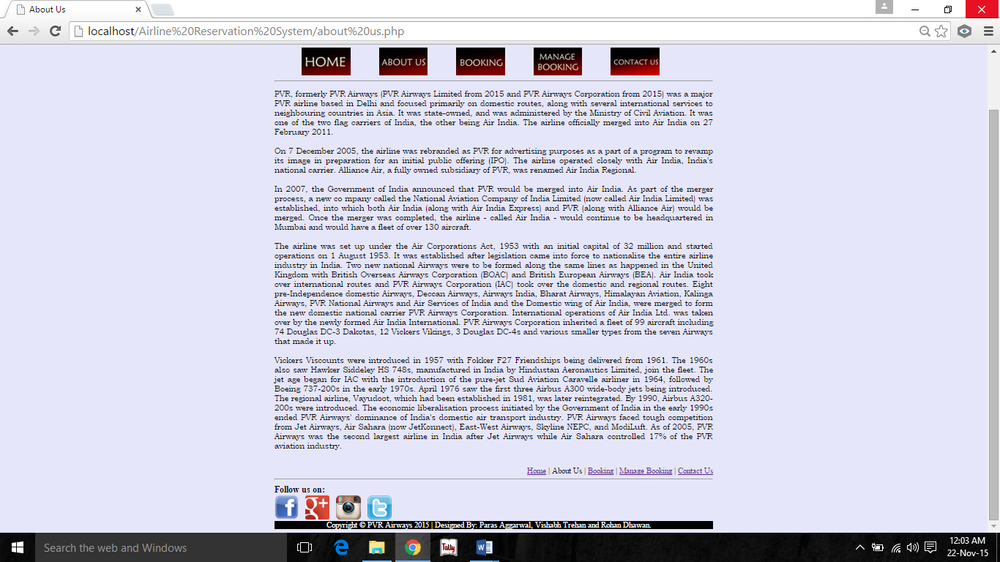 About Us
localhost/Airline%20Reservation%20System/about%20us.php
HOME
ABOUT US
BOOKING
MANAGE
BOOKING
CONTACT US
PVR, formerly PVR Airways (PVR Airways Limited from 2015 and PVR Airways Corporation from 2015) was a major
PVR airline based in Delhi and focused primarily on domestic routes, along with several international services to
neighbouring countries in Asia. It was state-owned, and was administered by the Ministry of Civil Aviation. It was
one of the two flag carriers of India, the other being Air India. The airline officially merged into Air India on 27
February 2011.
On 7 December 2005, the airline was rebranded as PVR for advertising purposes as a part of a program to revamp
its image in preparation for an initial public offering (IPO). The airline operated closely with Air India, India's
national carrier. Alliance Air, a fully owned subsidiary of PVR, was renamed Air India Regional.
In 2007, the Government of India announced that PVR would be merged into Air India. As part of the merger
process, a new co mpany called the National Aviation Company of India Limited (now called Air India Limited) was
established, into which both Air India (along with Air India Express) and PVR (along with Alliance Air) would be
merged. Once the merger was completed, the airline - called Air India - would continue to be headquartered in
Mumbai and would have a fleet of over 130 aircraft.
The airline was set up under the Air Corporations Act, 1953 with an initial capital of 32 million and started
operations on 1 August 1953. It was established after legislation came into force to nationalise the entire airline
industry in India. Two new national Airways were to be formed along the same lines as happened in the United
Kingdom with British Overseas Airways Corporation (BOAC) and British European Airways (BEA). Air India took
over international routes and PVR Airways Corporation (IAC) took over the domestic and regional routes. Eight
pre-Independence domestic Airways, Deccan Airways, Airways India, Bharat Airways, Himalayan Aviation, Kalinga
Airways, PVR National Airways and Air Services of India and the Domestic wing of Air India, were merged to form
the new domestic national carrier PVR Airways Corporation. International operations of Air India Ltd. was taken
over by the newly formed Air India International. PVR Airways Corporation inherited a fleet of 99 aircraft including
74 Douglas DC-3 Dakotas, 12 Vickers Vikings, 3 Douglas DC-4s and various smaller types from the seven Airways
that made it up.
Vickers Viscounts were introduced in 1957 with Fokker F27 Friendships being delivered from 1961. The 1960s
also saw Hawker Siddeley HS 748s, manufactured in India by Hindustan Aeronautics Limited, join the fleet. The
jet age began for IAC with the introduction of the pure-jet Sud Aviation Caravelle airliner in 1964, followed by
Boeing 737-200s in the early 1970s. April 1976 saw the first three Airbus A300 wide-body jets being introduced.
The regional airline, Vayudoot, which had been established in 1981, was later reintegrated. By 1990, Airbus A320-
200s were introduced. The economic liberalisation process initiated by the Government of India in the early 1990s
ended PVR Airways' dominance of India's domestic air transport industry. PVR Airways faced tough competition
from Jet Airways, Air Sahara (now JetKonnect), East-West Airways, Skyline NEPC, and ModiLuft. As of 2005, PVR
Airways was the second largest airline in India after Jet Airways while Air Sahara controlled 17% of the PVR
aviation industry.
Home | About Us | Booking | Manage Booking | Contact Us
Follow us on:
Copyright © PVR Airways 2015 | Designed By: Paras Aggarwal, Vishabh Trehan and Rohan Dhawan.
Search the web and Windows
Tally
12:03 AM
22-Nov-15